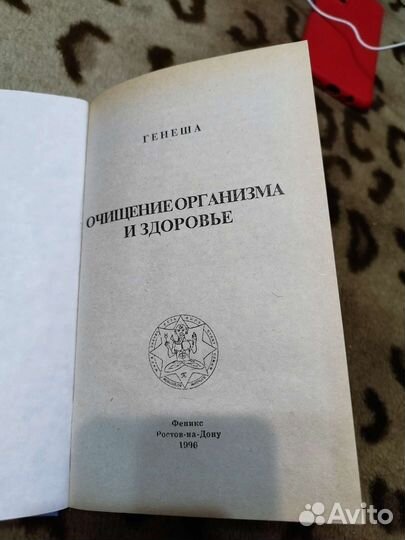 ГЕНЕША
ОЧИЩЕНИЕ ОРГАНИЗМА
И ЗДОРОВЬЕ
Феникс
Ростов-на-Дону
1996
Avito